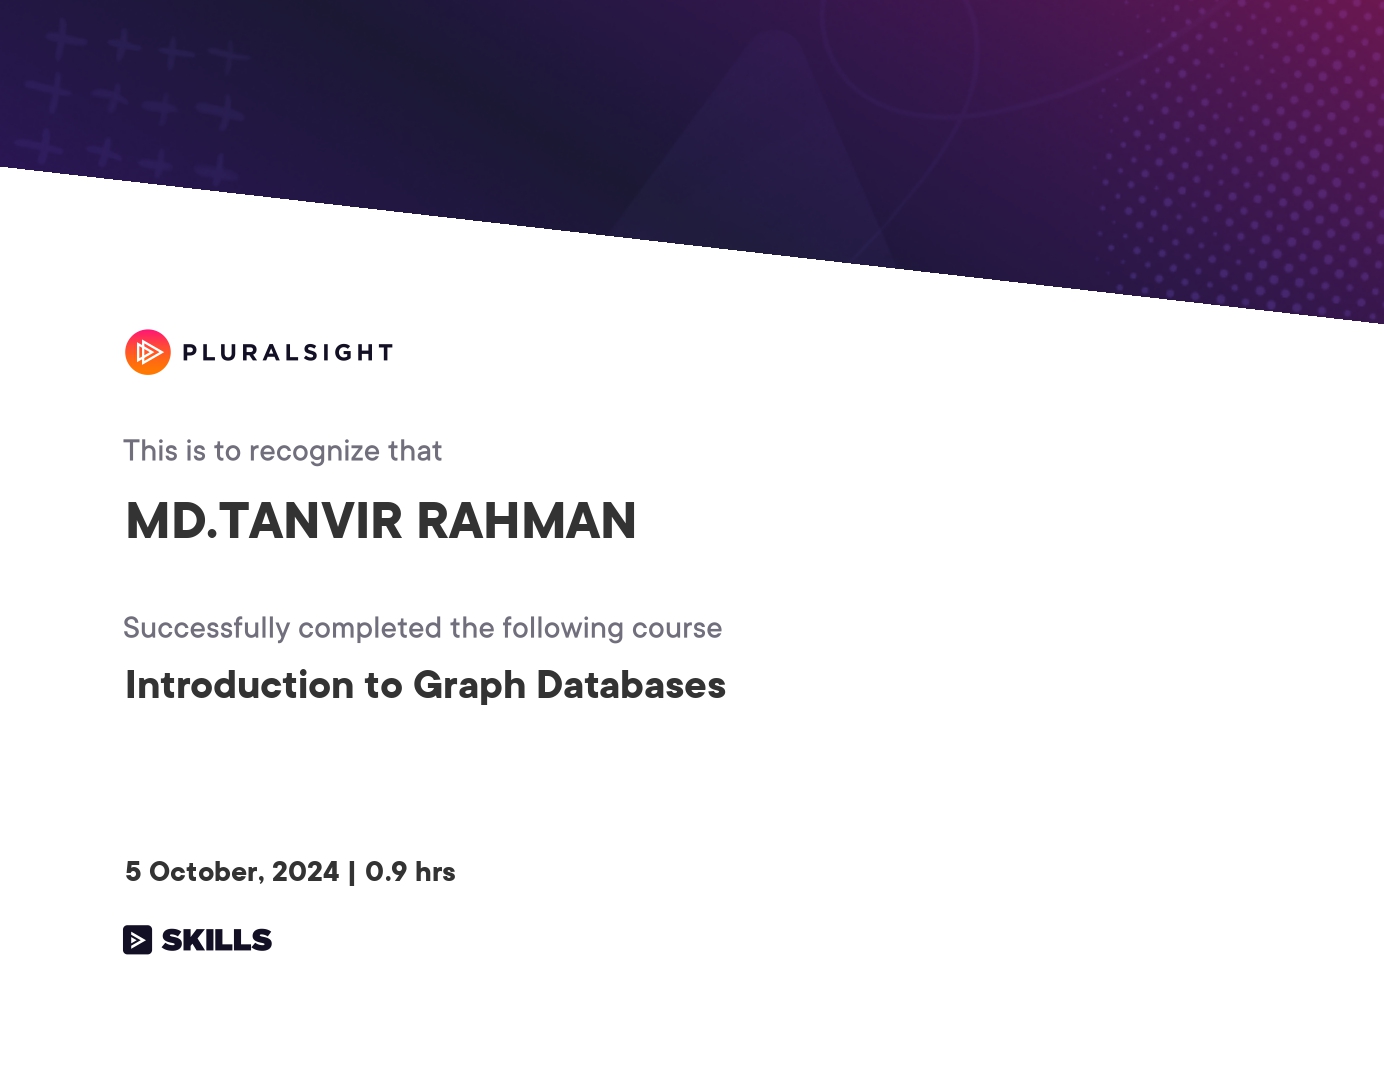 PLURALSIGHT
This is to recognize that
MD.TANVIR RAHMAN
Successfully completed the following course
Introduction to Graph Databases
5 October, 2024 | 0.9 hrs
SKILLS